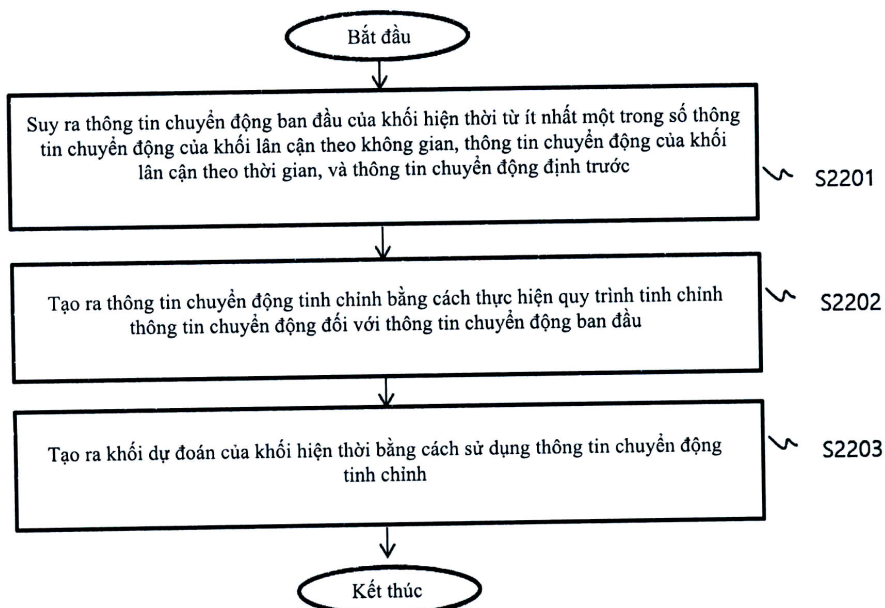 Bắt đầu
Suy ra thông tin chuyển động ban đầu của khối hiện thời từ ít nhất một trong số thông
tin chuyển động của khối lân cận theo không gian, thông tin chuyển động của khối
lân cận theo thời gian, và thông tin chuyển động định trước
S2201
Tạo ra thông tin chuyển động tinh chỉnh bằng cách thực hiện quy trình tinh chỉnh
thông tin chuyển động đối với thông tin chuyển động ban đầu
S2202
Tạo ra khối dự đoán của khối hiện thời bằng cách sử dụng thông tin chuyển động
tinh chỉnh
S2203
Kết thúc